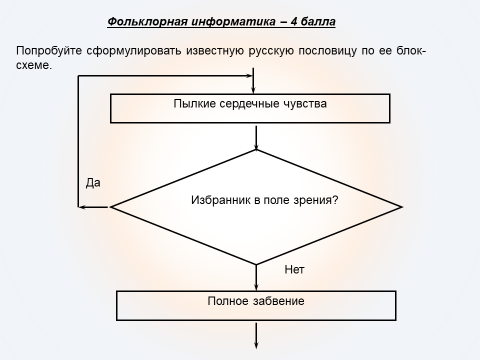 Фольклорная информатика – 4 балла
Попробуйте сформулировать известную русскую пословицу по ее блок-
схеме.
Пылкие сердечные чувства
Да
Избранник в поле зрения?
Нет
Полное забвение